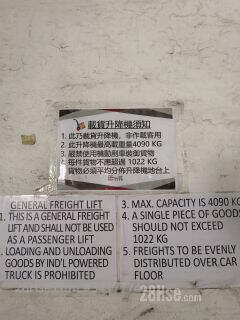 載貨升降機須知
1. 此乃載貨升降機，非作載客用
2. 此升降機最高載重量4090 KG
3. 嚴禁使用機動剷車裝卸貨物
4. 每件貨物不應超過 1022 KG
貨物必須平均分佈升降機地台上
GENERAL FREIGHT LIFT
1. THIS IS A GENERAL FREIGHT
LIFT AND SHALL NOT BE USED
AS A PASSENGER LIFT
2. LOADING AND UNLOADING
GOODS BY IND'L POWERED
TRUCK IS PROHIBITED
3. MAX. CAPACITY IS 4090 KG
4. A SINGLE PIECE OF GOODS
SHOULD NOT EXCEED
1022 KG
5. FREIGHTS TO BE EVENLY
DISTRIBUTED OVER CAR
FLOOR
28Hse.com